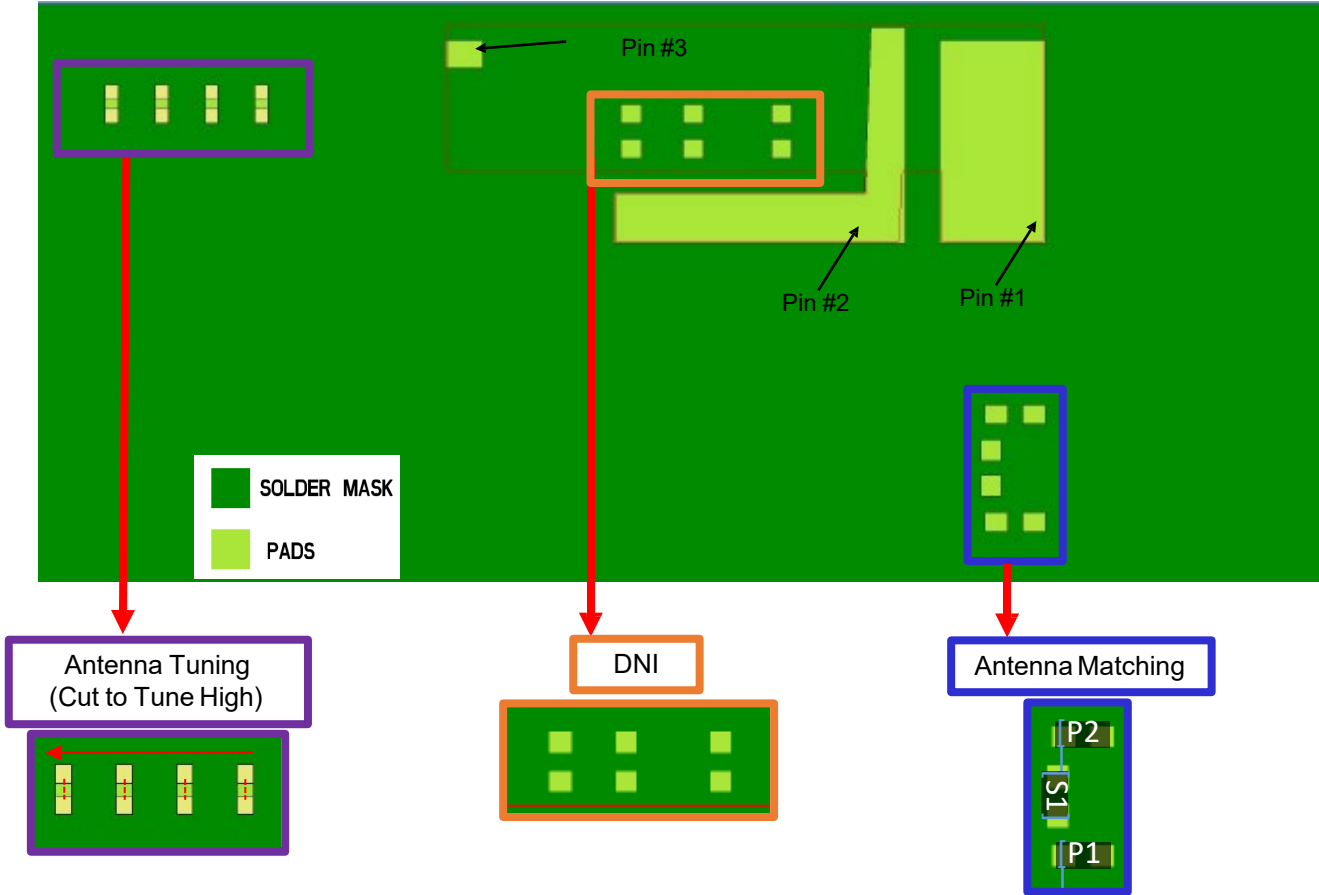 Pin #3
Pin #2
Pin #1
SOLDER MASK
PADS
Antenna Tuning
(Cut to Tune High)
DNI
Antenna Matching
P2
S1
P1